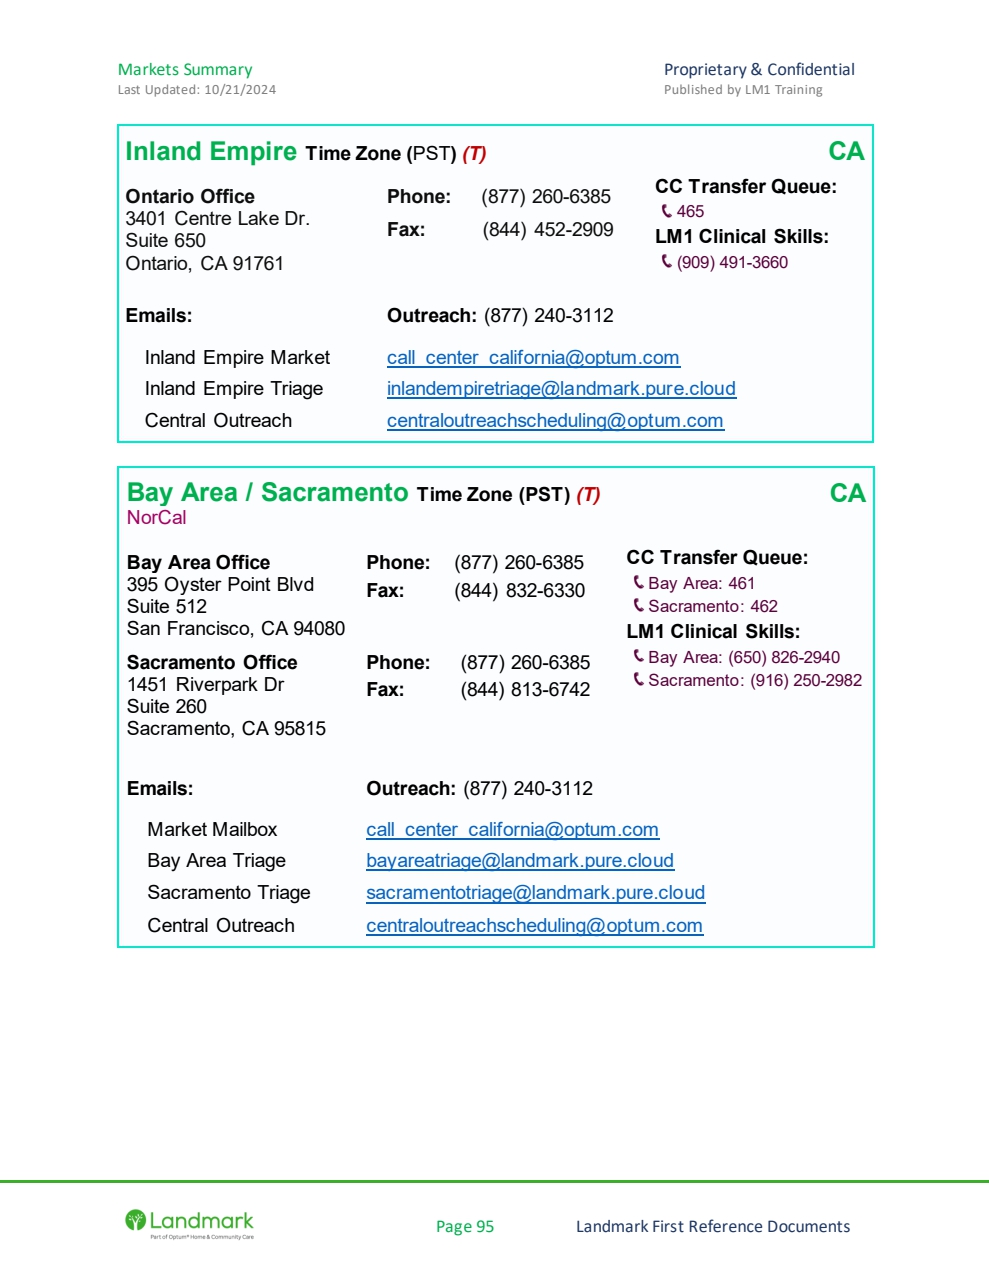 Markets Summary
Proprietary & Confidential
Last Updated: 10/21/2024
Published by LM1 Training
Inland Empire Time Zone (PST) (T)
CA
Ontario Office
3401 Centre Lake Dr.
Suite 650
Ontario, CA 91761
Phone: (877) 260-6385
Fax: (844) 452-2909
CC Transfer Queue:
465
LM1 Clinical Skills:
(909) 491-3660
Emails:
Outreach: (877) 240-3112
Inland Empire Market call_center_california@optum.com
Inland Empire Triage inlandempiretriage@landmark.pure.cloud
Central Outreach centraloutreachscheduling@optum.com
Bay Area / Sacramento Time Zone (PST) (T)
CA
NorCal
Bay Area Office
395 Oyster Point Blvd
Suite 512
San Francisco, CA 94080
Phone: (877) 260-6385
Fax: (844) 832-6330
CC Transfer Queue:
Bay Area: 461
Sacramento: 462
LM1 Clinical Skills:
Bay Area: (650) 826-2940
Sacramento: (916) 250-2982
Sacramento Office
1451 Riverpark Dr
Suite 260
Sacramento, CA 95815
Phone: (877) 260-6385
Fax: (844) 813-6742
Emails:
Outreach: (877) 240-3112
Market Mailbox call_center_california@optum.com
Bay Area Triage bayareatriage@landmark.pure.cloud
Sacramento Triage sacramentotriage@landmark.pure.cloud
Central Outreach centraloutreachscheduling@optum.com
Landmark
Part of Optum® Home & Community Care
Page 95
Landmark First Reference Documents